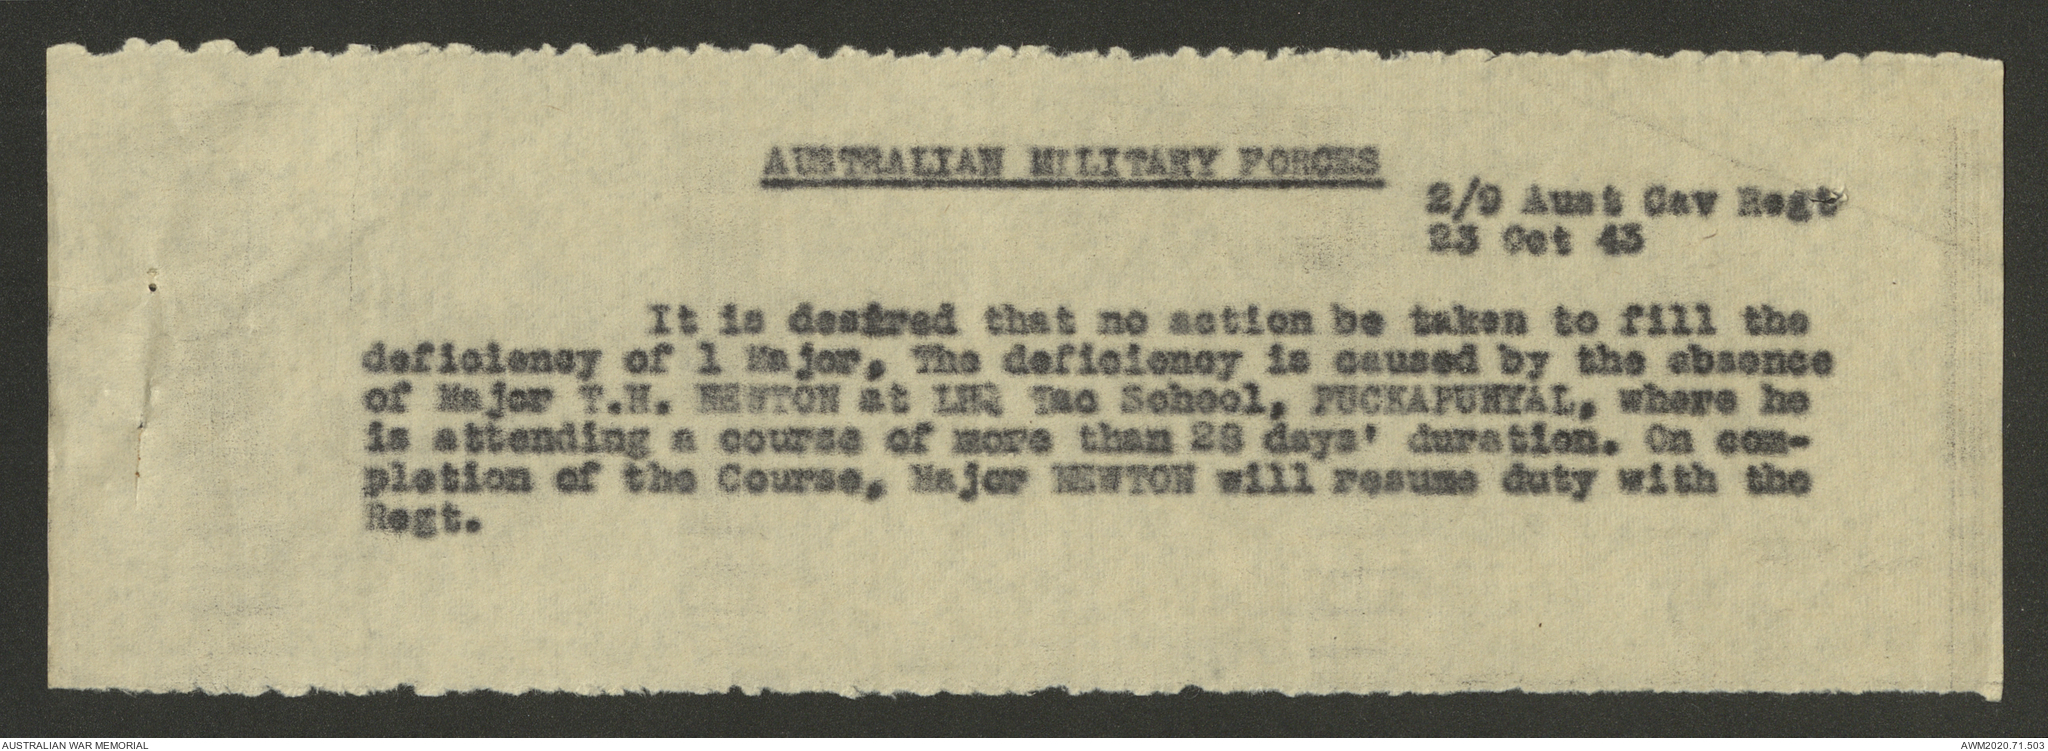 AUSTRALIAN MILITARY FORCES
2/9 Aust Cav Regt
23 Oct 43
It is desired that no action be taken to fill the
deficiency of 1 Major. The deficiency is caused by the absence
of Major T.N. NEWTON at LHQ Tac School, PUCKAPUNYAL, where he
is attending a course of more than 28 days' duration. On com-
pletion of the Course, Major NEWTON will resume duty with the
Regt.
AUSTRALIAN WAR MEMORIAL
AWM2020.71.503